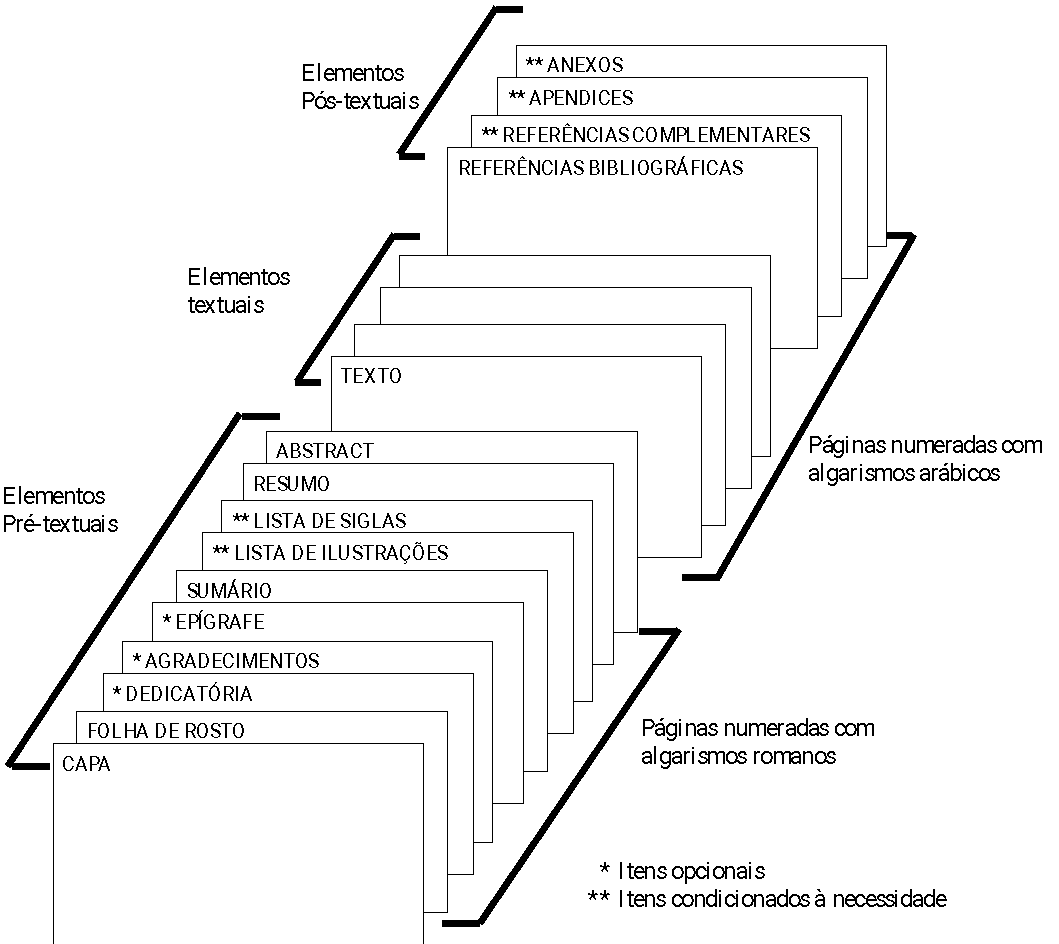 Elementos
Pós-textuais
** ANEXOS
** APENDICES
** REFERÊNCIAS COMPLEMENTARES
REFERÊNCIAS BIBLIOGRÁFICAS
Elementos
textuais
TEXTO
Páginas numeradas com
algarismos arábicos
Elementos
Pré-textuais
ABSTRACT
RESUMO
** LISTA DE SIGLAS
** LISTA DE ILUSTRAÇÕES
SUMÁRIO
* EPÍGRAFE
* AGRADECIMENTOS
* DEDICATÓRIA
FOLHA DE ROSTO
CAPA
Páginas numeradas com
algarismos romanos
* Itens opcionais
** Itens condicionados à necessidade